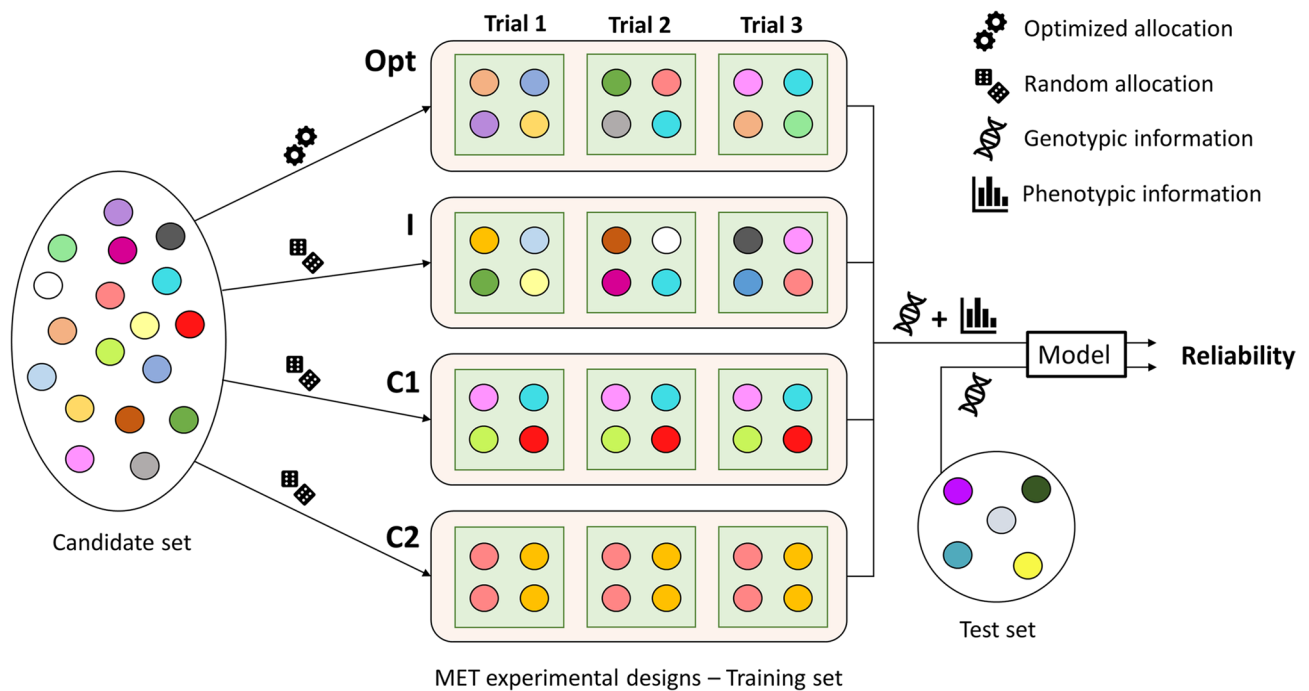 Trial 1 Trial 2 Trial 3
Opt
I
C1
C2
Optimized allocation
Random allocation
Genotypic information
Phenotypic information
+
Model
Reliability
Candidate set
Test set
MET experimental designs – Training set